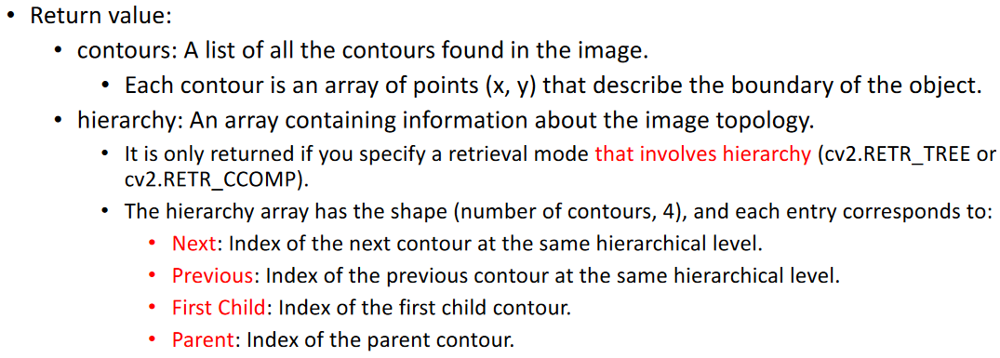 • Return value:
• contours: A list of all the contours found in the image.
• Each contour is an array of points (x, y) that describe the boundary of the object.
• hierarchy: An array containing information about the image topology.
• It is only returned if you specify a retrieval mode that involves hierarchy (cv2.RETR_TREE or
cv2.RETR_CCOMP).
• The hierarchy array has the shape (number of contours, 4), and each entry corresponds to:
• Next: Index of the next contour at the same hierarchical level.
• Previous: Index of the previous contour at the same hierarchical level.
• First Child: Index of the first child contour.
• Parent: Index of the parent contour.